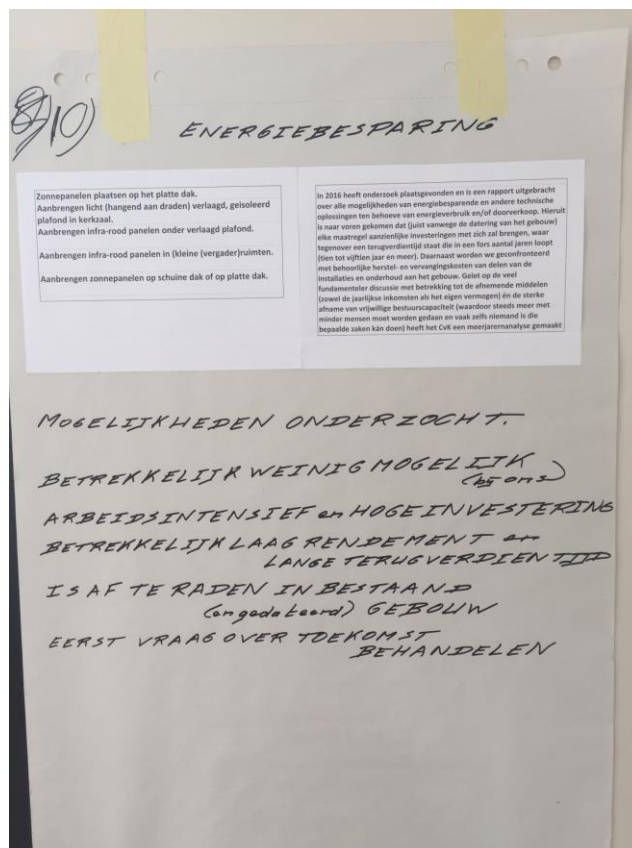 8/10)
ENERGIEBESPARING
Zonnepanelen plaatsen op het platte dak.
Aanbrengen licht (hangend aan draden) verlaagd, geisoleerd
plafond in kerkzaal.
Aanbrengen infra-rood panelen onder verlaagd plafond.
Aanbrengen infra-rood panelen in (kleine (vergader)ruimten.
Aanbrengen zonnepanelen op schuine dak of op platte dak.
In 2016 heeft onderzoek plaatsgevonden en is een rapport uitgebracht
over alle mogelijkheden van energiebesparende en andere technische
oplossingen ten behoeve van energieverbruik en/of doorverkoop. Hieruit
is naar voren gekomen dat (juist vanwege de datering van het gebouw)
elke maatregel aanzienlijke investeringen met zich zal brengen, waar
tegenover een terugverdientijd staat die in een fors aantal jaren loopt
(tien tot vijftien jaar en meer). Daarnaast worden we geconfronteerd
met behoorlijke herstel- en vervangingskosten van delen van de
installaties en onderhoud aan het gebouw. Gelet op de veel
fundamenteler discussie met betrekking tot de afnemende middelen
(zowel de jaarlijkse inkomsten als het eigen vermogen) én de sterke
afname van vrijwillige bestuurscapaciteit (waardoor steeds meer met
minder mensen moet worden gedaan en vaak zelfs niemand is die
bepaalde zaken kán doen) heeft het CvK een meerjarenanalyse gemaakt
MOGELIJKHEDEN ONDERZOCHT.
BETREKKELIJK WEINIG MOGELIJK
(bij ons)
ARBEIDSINTENSIEF en HOGE INVESTERING
BETREKKELIJK LAAG RENDEMENT en
LANGE TERUGVERDIENTIJD
IS AF TE RADEN IN BESTAAND
(en gedateerd) GEBOUW
EERST VRAAG OVER TOEKOMST
BEHANDELEN